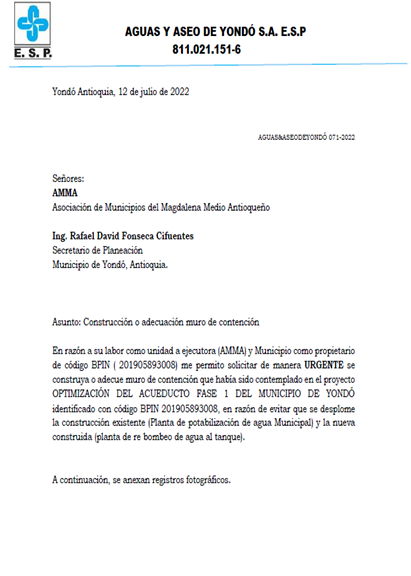 E. S. P.
AGUAS Y ASEO DE YONDÓ S.A. E.S.P
811.021.151-6
Yondó Antioquia, 12 de julio de 2022
AGUAS&ASEODEYONDÓ 071-2022
Señores:
AMMA
Asociación de Municipios del Magdalena Medio Antioqueño
Ing. Rafael David Fonseca Cifuentes
Secretario de Planeación
Municipio de Yondó, Antioquia.
Asunto: Construcción o adecuación muro de contención
En razón a su labor como unidad a ejecutora (AMMA) y Municipio como propietario
de código BPIN ( 201905893008) me permito solicitar de manera URGENTE se
construya o adecue muro de contención que había sido contemplado en el proyecto
OPTIMIZACIÓN DEL ACUEDUCTO FASE 1 DEL MUNICIPIO DE YONDÓ
identificado con código BPIN 201905893008, en razón de evitar que se desplome
la construcción existente (Planta de potabilización de agua Municipal) y la nueva
construida (planta de re bombeo de agua al tanque).
A continuación, se anexan registros fotográficos.